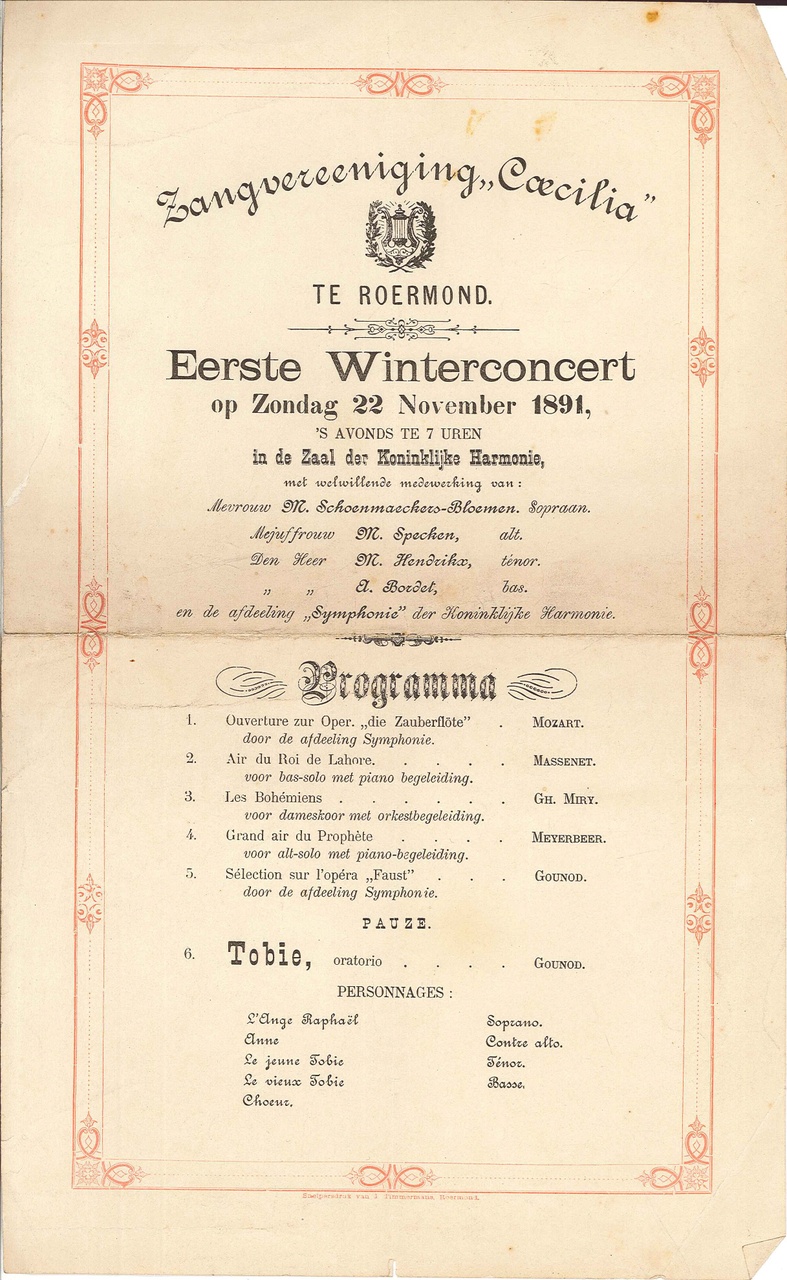 Zangvereeniging „Cœcilia”
TE ROERMOND.
Eerste Winterconcert
op Zondag 22 November 1891,
'S AVONDS TE 7 UREN
in de Zaal der Koninklijke Harmonie,
met welwillende medewerking van :
Mevrouw M. Schoenmaeckers-Bloemen. Sopraan.
Mejuffrouw M. Specken, alt.
Den Heer M. Hendrikx, ténor.
„ „ A. Bordet, bas.
en de afdeeling „Symphonie” der Koninklijke Harmonie.
Programma
1. Ouverture zur Oper. „die Zauberflöte” . MOZART.
door de afdeeling Symphonie.
2. Air du Roi de Lahore. . . . . MASSENET.
voor bas-solo met piano begeleiding.
3. Les Bohémiens . . . . . . GH. MIRY.
voor dameskoor met orkestbegeleiding.
4. Grand air du Prophète . . . . MEYERBEER.
voor alt-solo met piano-begeleiding.
5. Sélection sur l'opéra „Faust” . . . GOUNOD.
door de afdeeling Symphonie.
PAUZE.
6. Tobie, oratorio . . . . GOUNOD.
PERSONNAGES :
L'Ange Raphaël Soprano.
Anne Contre alto.
Le jeune Tobie Ténor.
Le vieux Tobie Basse.
Choeur.
Snelpersdruk van J. Timmermans, Roermond.